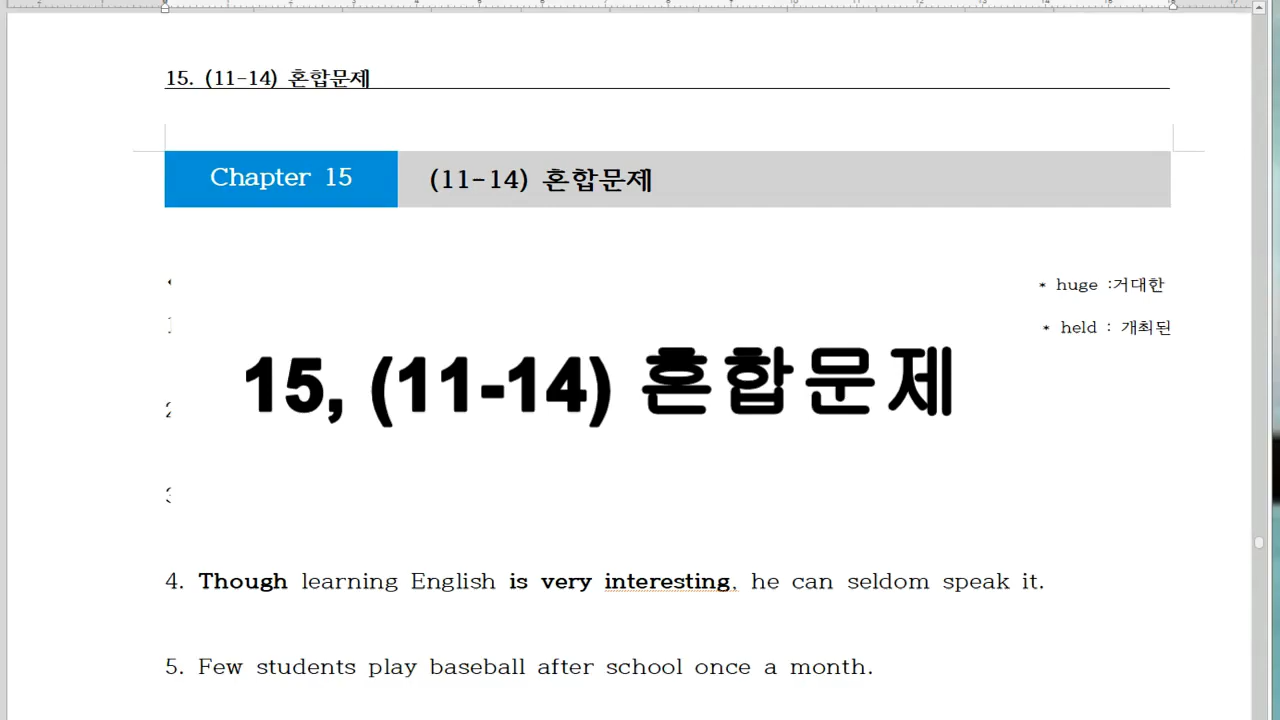 15. (11-14) 혼합문제
Chapter 15
(11-14) 혼합문제
* huge :거대한
* held : 개최된
15, (11-14) 혼합문제
4. Though learning English is very interesting, he can seldom speak it.
5. Few students play baseball after school once a month.